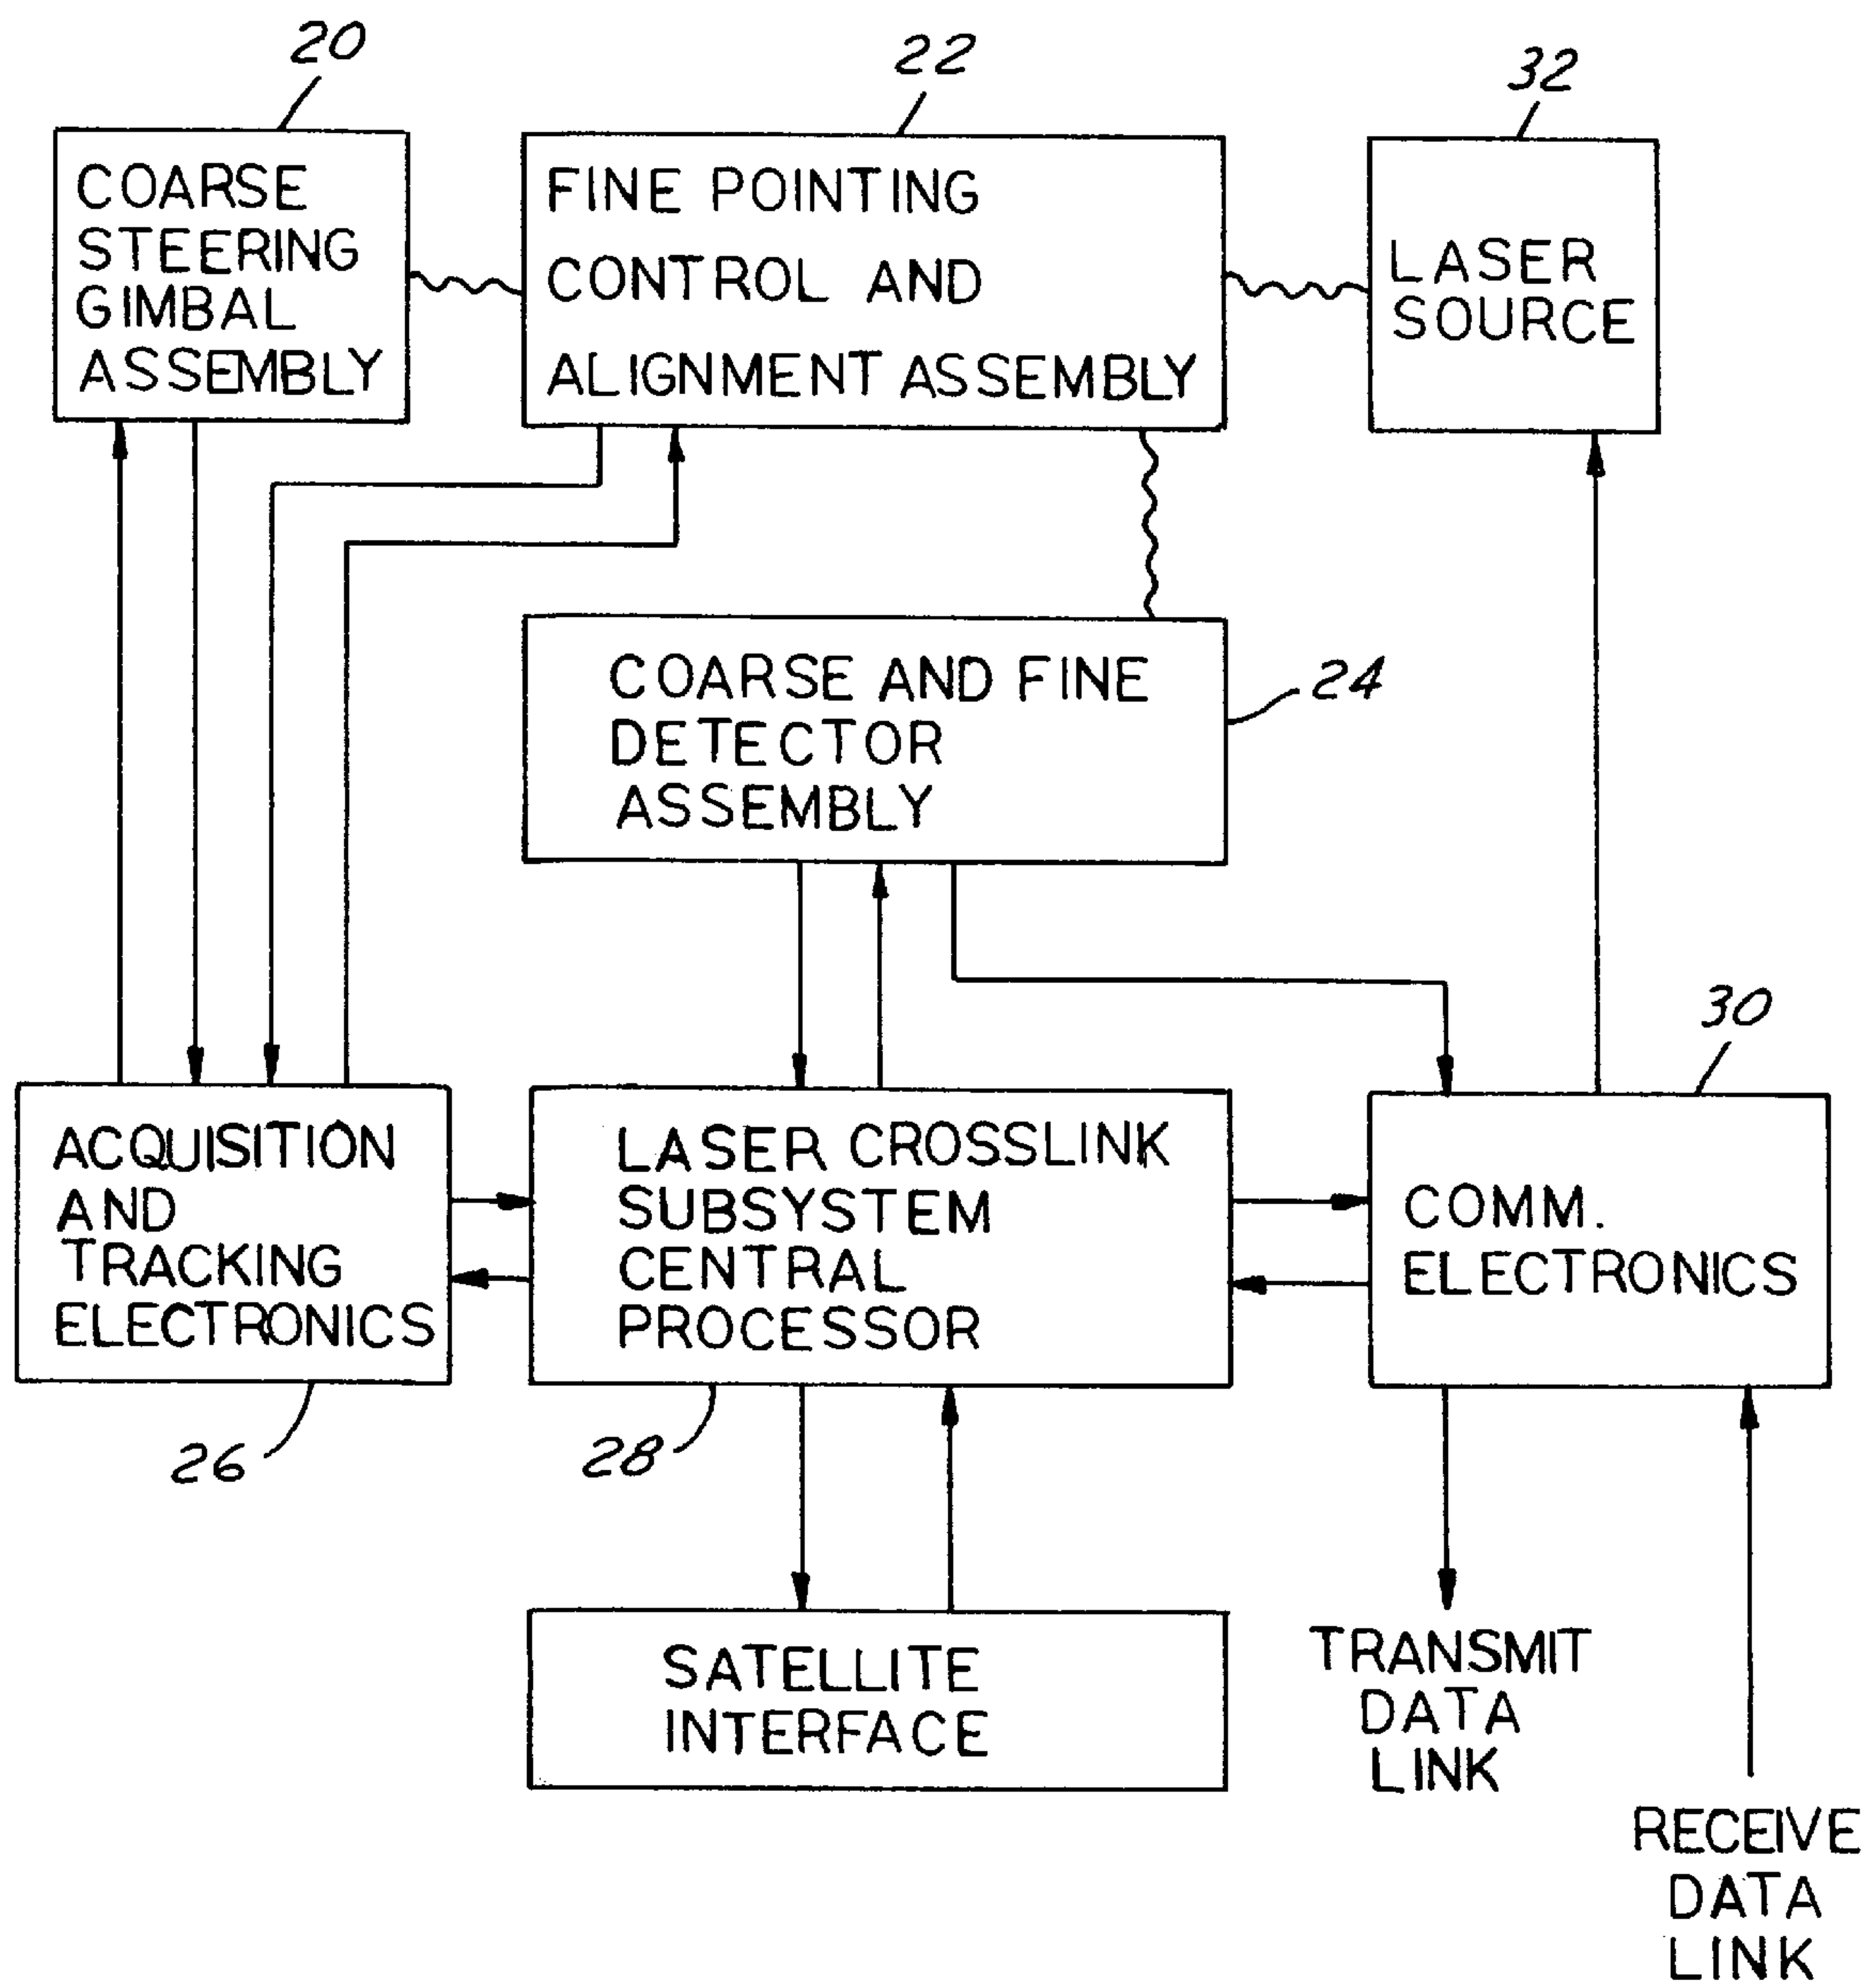 20
22
32
COARSE
STEERING
GIMBAL
ASSEMBLY
FINE POINTING
CONTROL AND
ALIGNMENT ASSEMBLY
LASER
SOURCE
COARSE AND FINE
DETECTOR
ASSEMBLY
24
30
ACQUISITION
AND
TRACKING
ELECTRONICS
LASER CROSSLINK
SUBSYSTEM
CENTRAL
PROCESSOR
COMM.
ELECTRONICS
26
28
SATELLITE
INTERFACE
TRANSMIT
DATA
LINK
RECEIVE
DATA
LINK